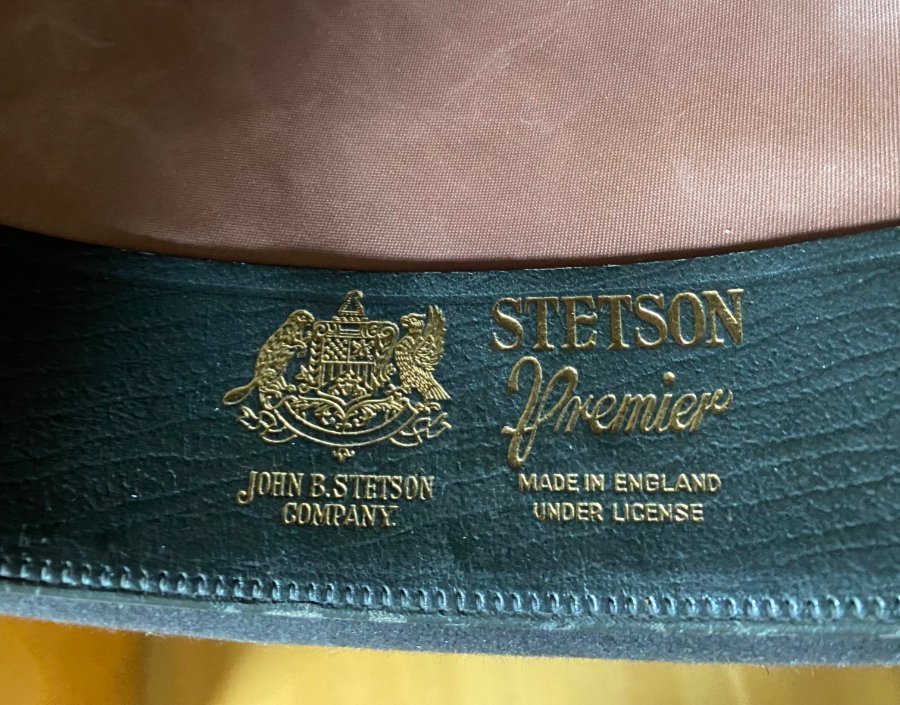 JOHN B. STETSON
COMPANY.
STETSON
Premier
MADE IN ENGLAND
UNDER LICENSE